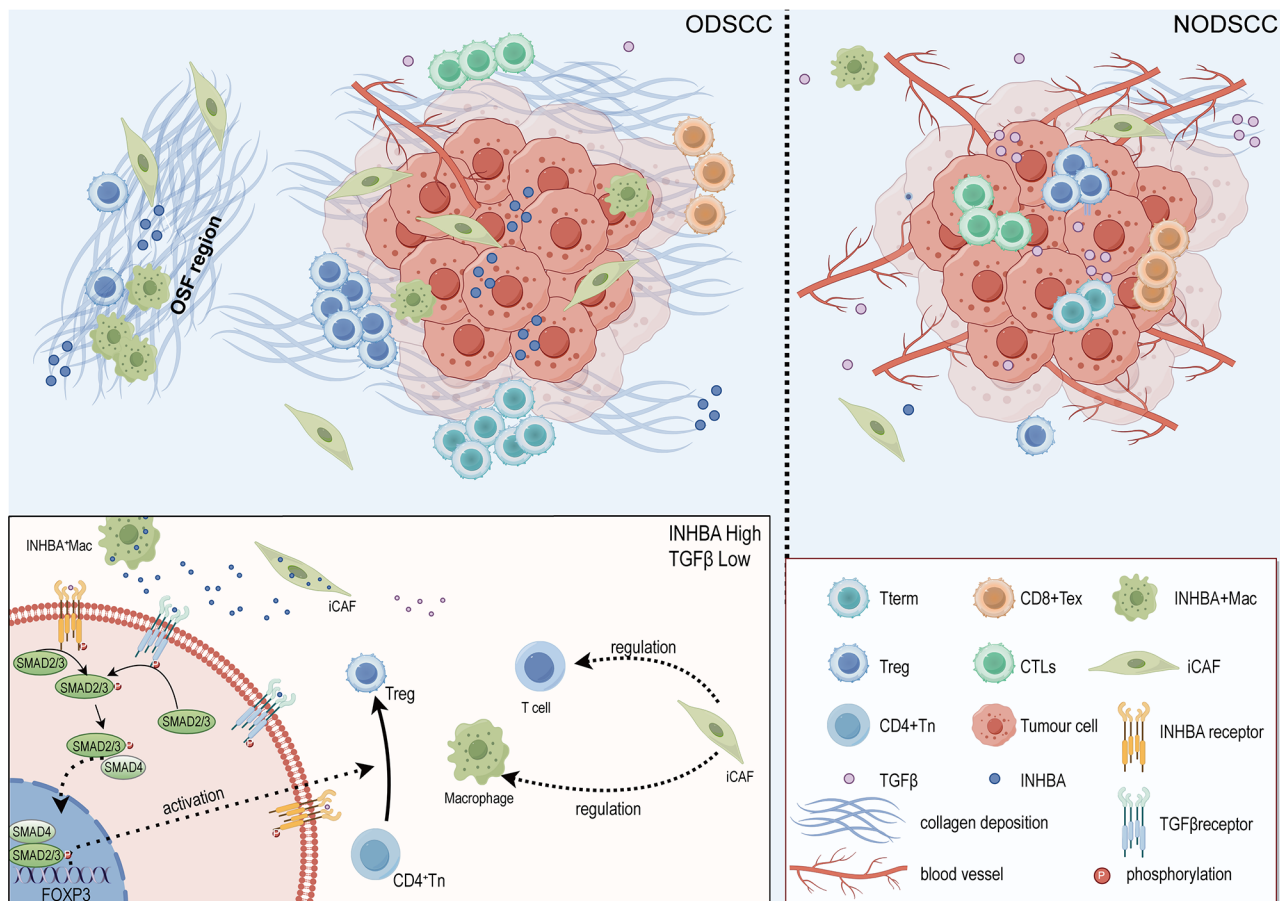 ODSCC
NODSCC
OSF region
INHBA High
TGFβ Low
INHBA⁺Mac
iCAF
SMAD2/3
P
SMAD2/3
P
P
SMAD2/3
SMAD2/3
P
SMAD4
P
activation
P
SMAD4
SMAD2/3
P
FOXP3
Treg
CD4⁺Tn
T cell
regulation
Macrophage
iCAF
regulation
Tterm
CD8+Tex
INHBA+Mac
Treg
CTLs
iCAF
CD4+Tn
Tumour cell
INHBA receptor
TGFβ
INHBA
collagen deposition
TGFβreceptor
blood vessel
P
phosphorylation